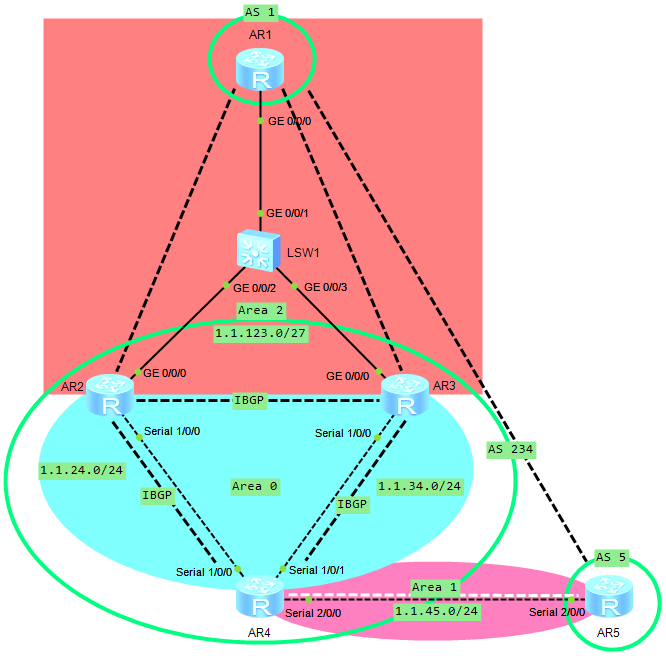 AS 1
AR1
R
GE 0/0/0
GE 0/0/1
LSW1
GE 0/0/2
GE 0/0/3
Area 2
1.1.123.0/27
GE 0/0/0
GE 0/0/0
AR2
R
AR3
R
IBGP
Serial 1/0/0
Serial 1/0/0
AS 234
1.1.24.0/24
Area 0
1.1.34.0/24
IBGP
IBGP
Serial 1/0/0
Serial 1/0/1
AS 5
Area 1
R
R
Serial 2/0/0
1.1.45.0/24
Serial 2/0/0
AR4
AR5